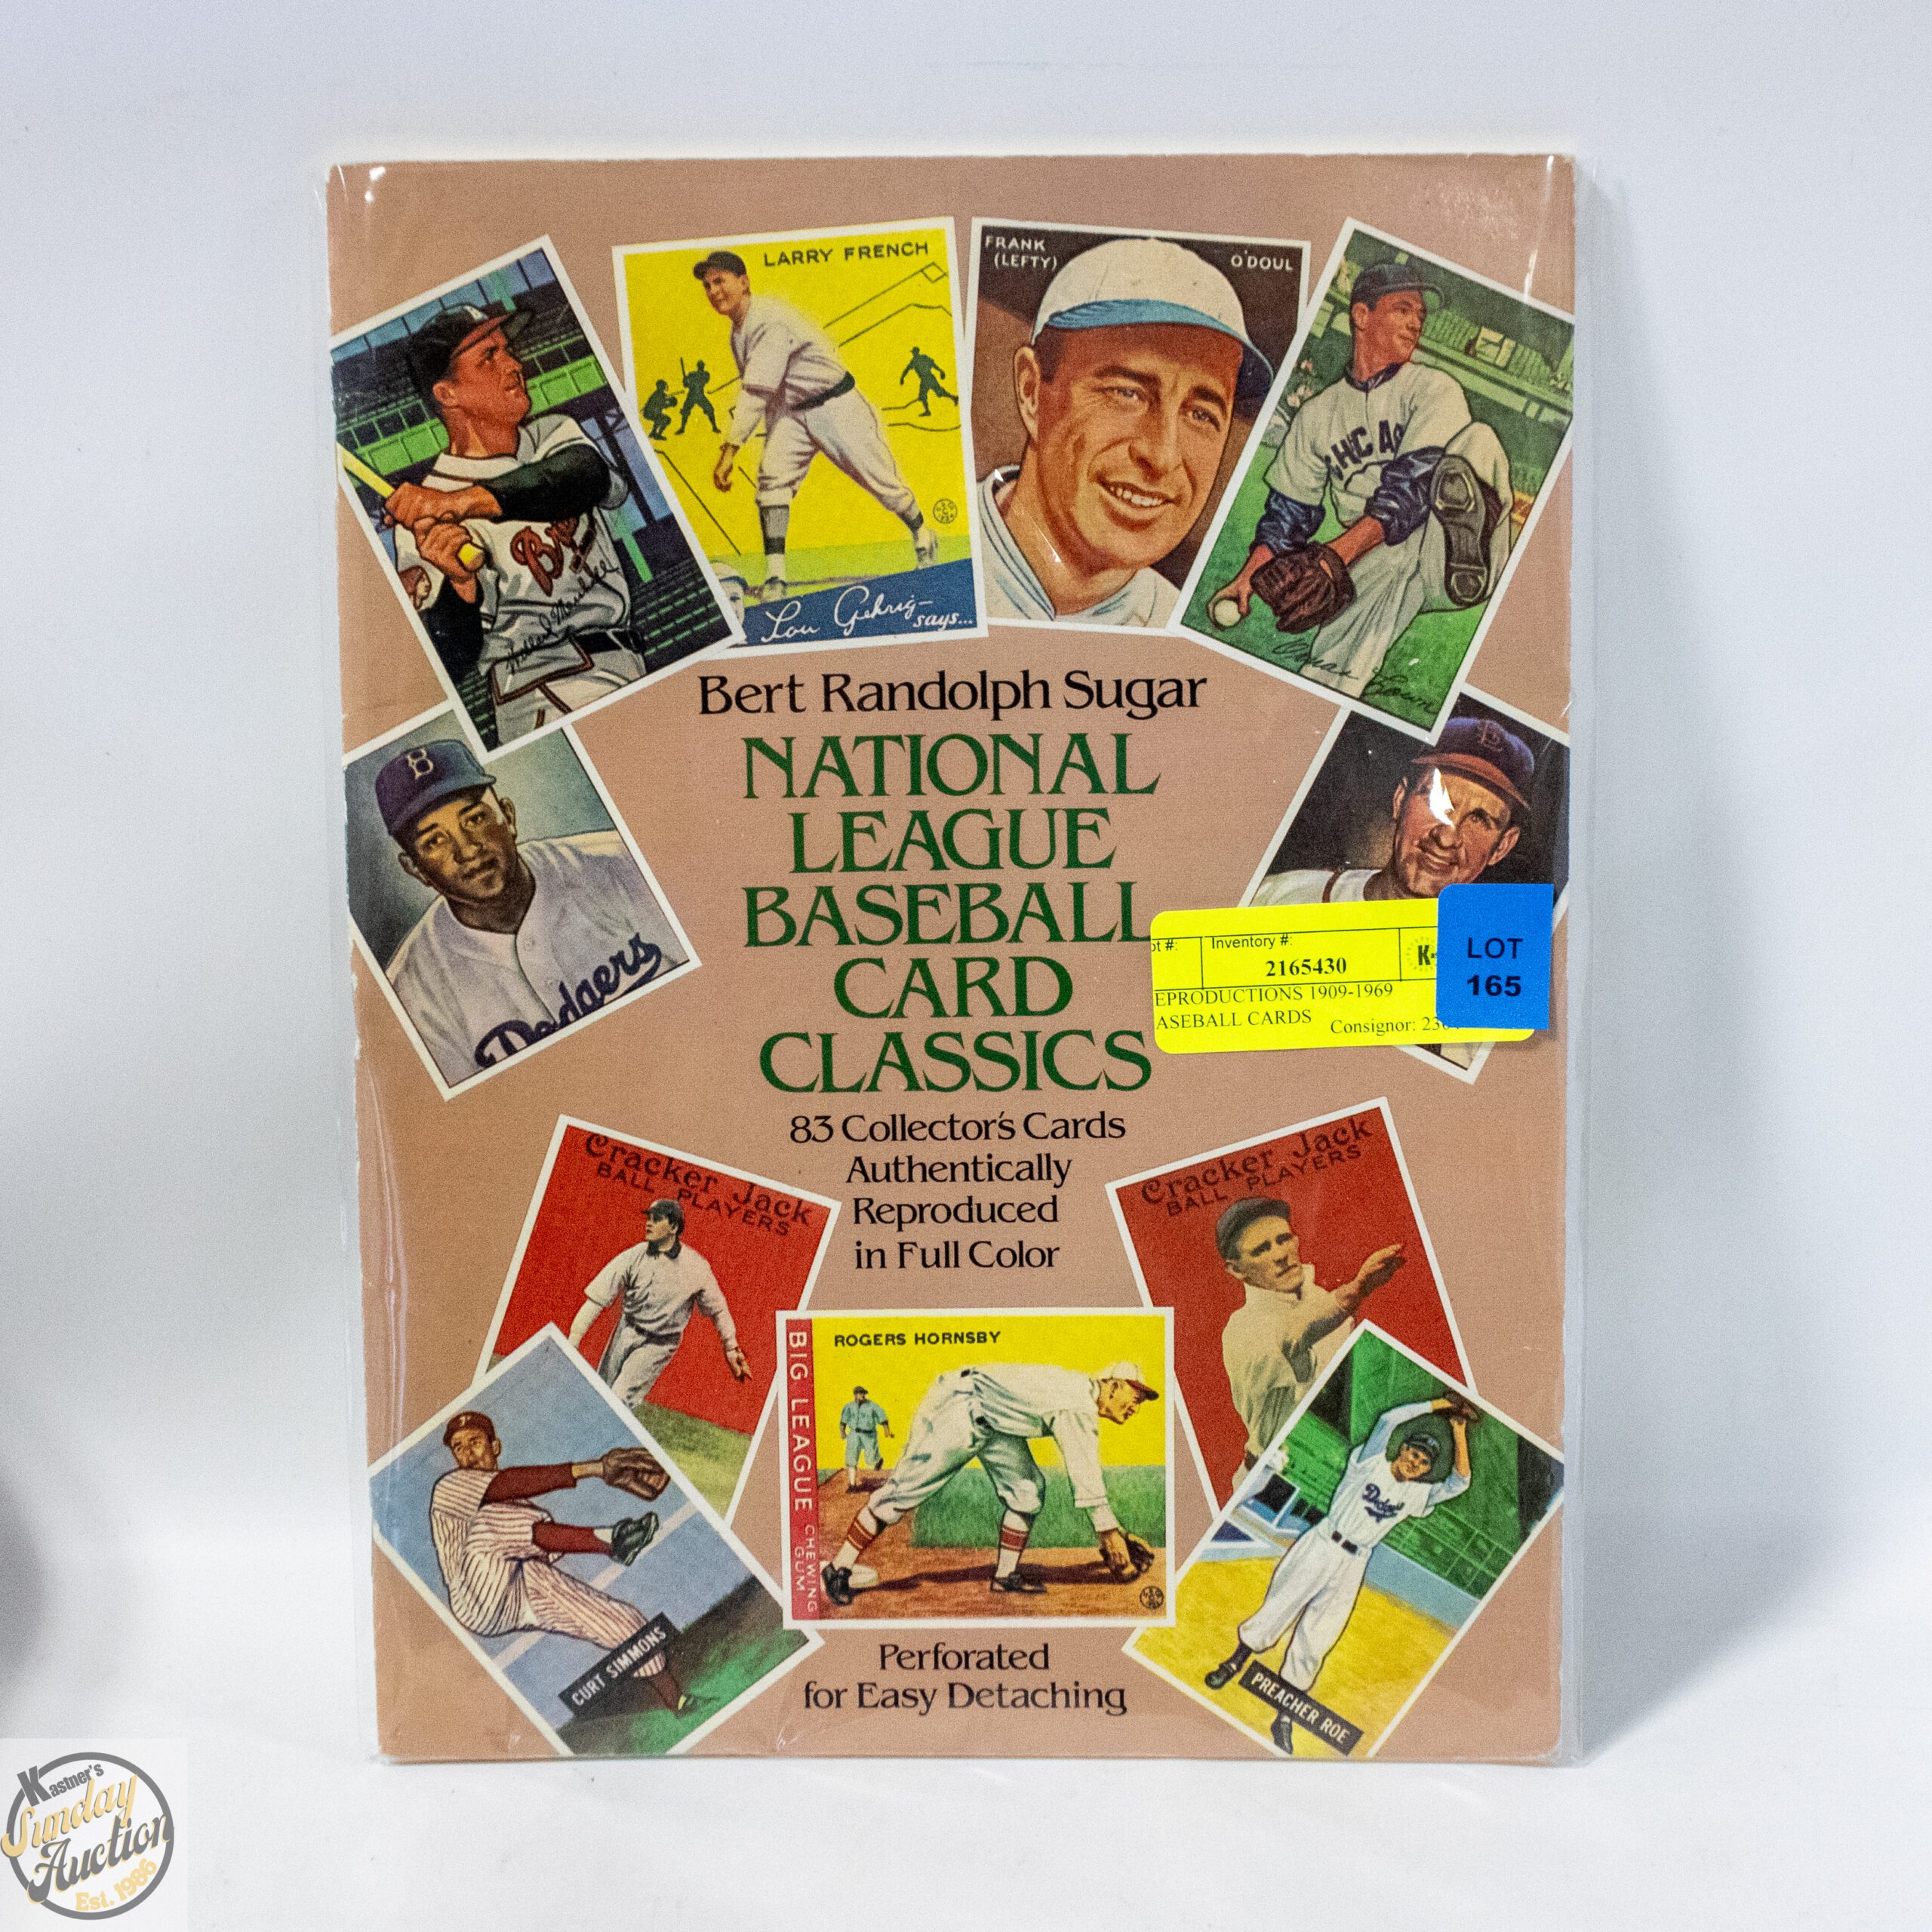 LARRY FRENCH
FRANK
(LEFTY) O'DOUL
CHICA
Lou Gehrig—
says...
Bert Randolph Sugar
NATIONAL
LEAGUE
BASEBALL
CARD
CLASSICS
83 Collector's Cards
Authentically
Reproduced
in Full Color
B
Dodgers
ot #: Inventory #:
2165430
EPRODUCTIONS 1909-1969
ASEBALL CARDS Consignor:
LOT
165
Cracker Jack
BALL PLAYERS
Cracker Jack
BALL PLAYERS
BIG LEAGUE CHEWING GUM
ROGERS HORNSBY
CURT SIMMONS
Dodgers
PREACHER ROE
Perforated
for Easy Detaching
Kastner's
Sunday
Auction
Est. 1986